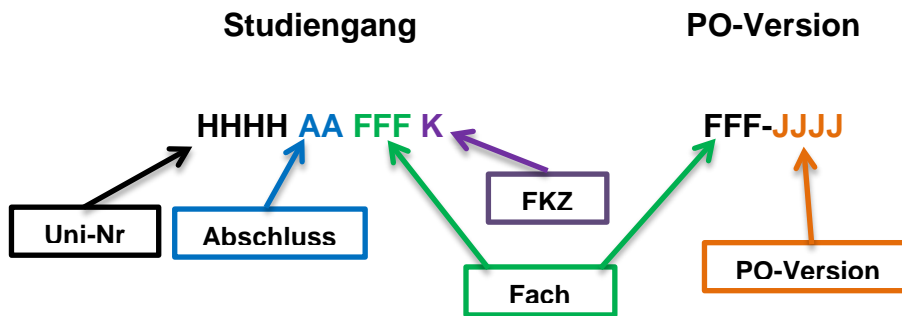 Studiengang PO-Version
HHHH AA FFF K FFF-JJJJ
FKZ
Uni-Nr Abschluss
PO-Version
Fach